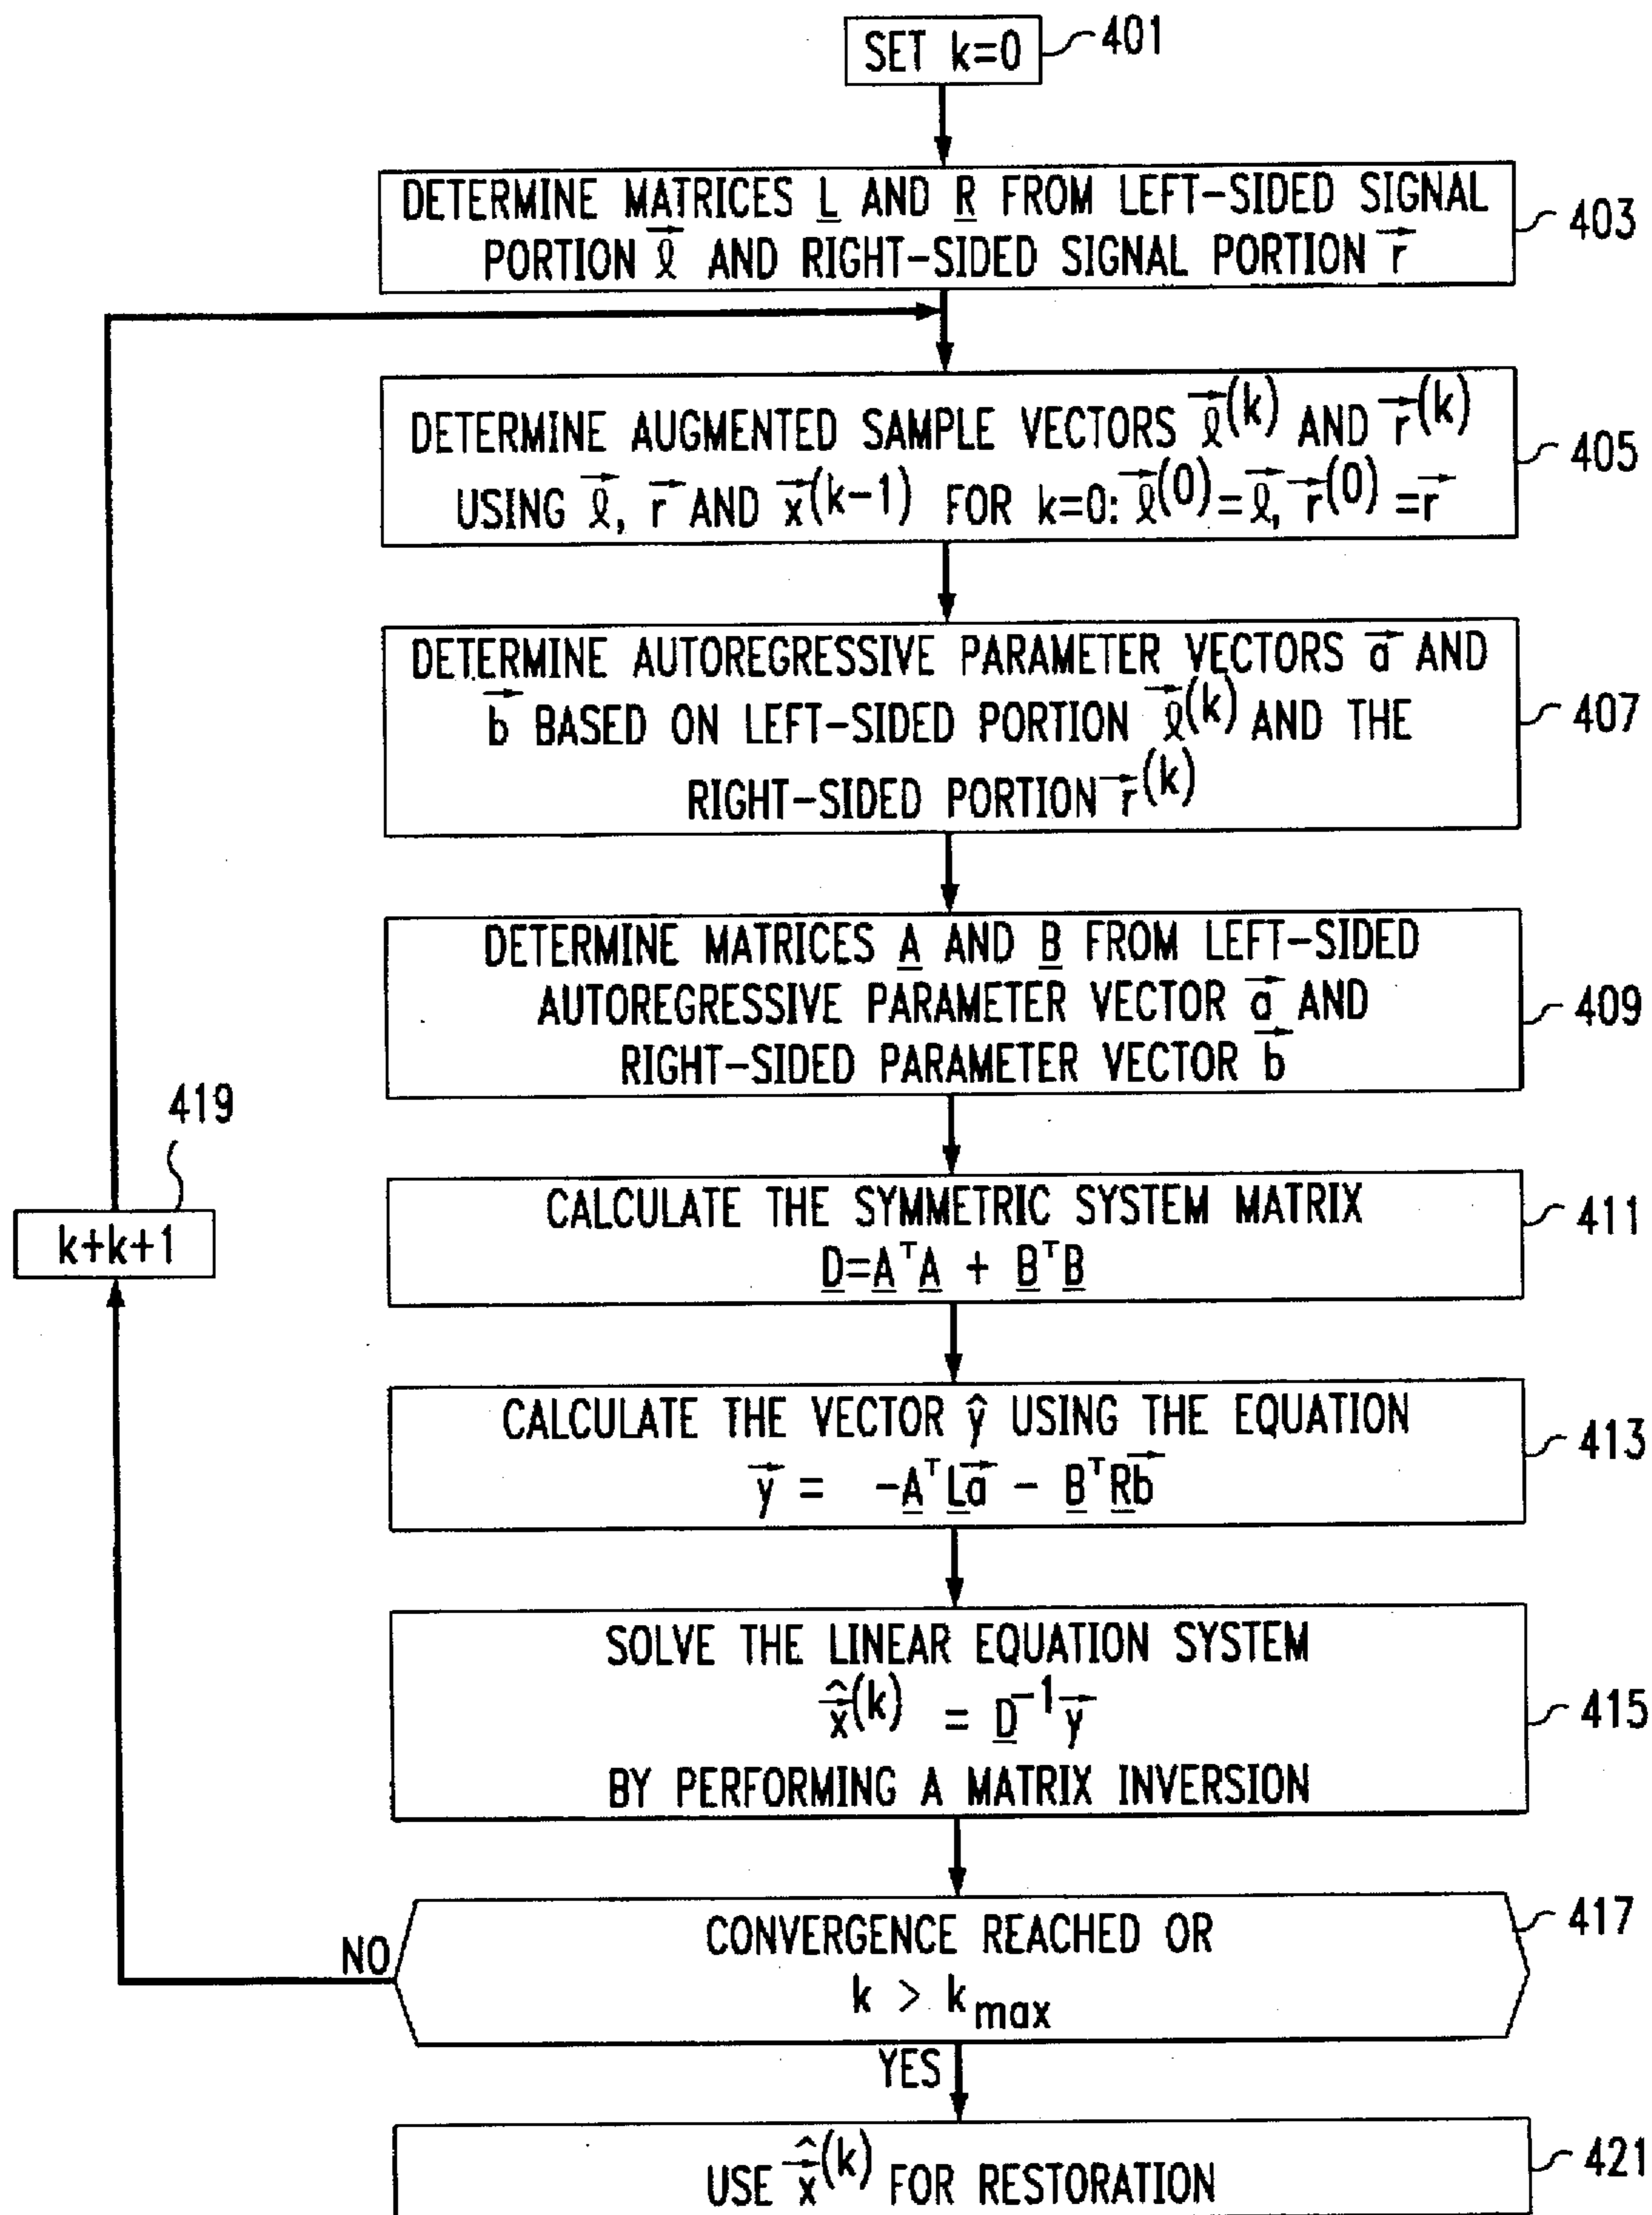 SET k=0
401
DETERMINE MATRICES L AND R FROM LEFT-SIDED SIGNAL
PORTION ℓ⃗ AND RIGHT-SIDED SIGNAL PORTION r⃗
403
DETERMINE AUGMENTED SAMPLE VECTORS ℓ⃗(k) AND r⃗(k)
USING ℓ⃗, r⃗ AND x⃗(k-1) FOR k=0: ℓ⃗(0)=ℓ⃗, r⃗(0)=r⃗
405
DETERMINE AUTOREGRESSIVE PARAMETER VECTORS a⃗ AND
b⃗ BASED ON LEFT-SIDED PORTION ℓ⃗(k) AND THE
RIGHT-SIDED PORTION r⃗(k)
407
DETERMINE MATRICES A AND B FROM LEFT-SIDED
AUTOREGRESSIVE PARAMETER VECTOR a⃗ AND
RIGHT-SIDED PARAMETER VECTOR b⃗
409
419
k+k+1
CALCULATE THE SYMMETRIC SYSTEM MATRIX
D=AᵀA + BᵀB
411
CALCULATE THE VECTOR ŷ USING THE EQUATION
y⃗ = -AᵀLa⃗ - BᵀRb⃗
413
SOLVE THE LINEAR EQUATION SYSTEM
x⃗̂(k) = D⁻¹y⃗
BY PERFORMING A MATRIX INVERSION
415
CONVERGENCE REACHED OR
k > kmax
417
NO
YES
USE x⃗̂(k) FOR RESTORATION
421